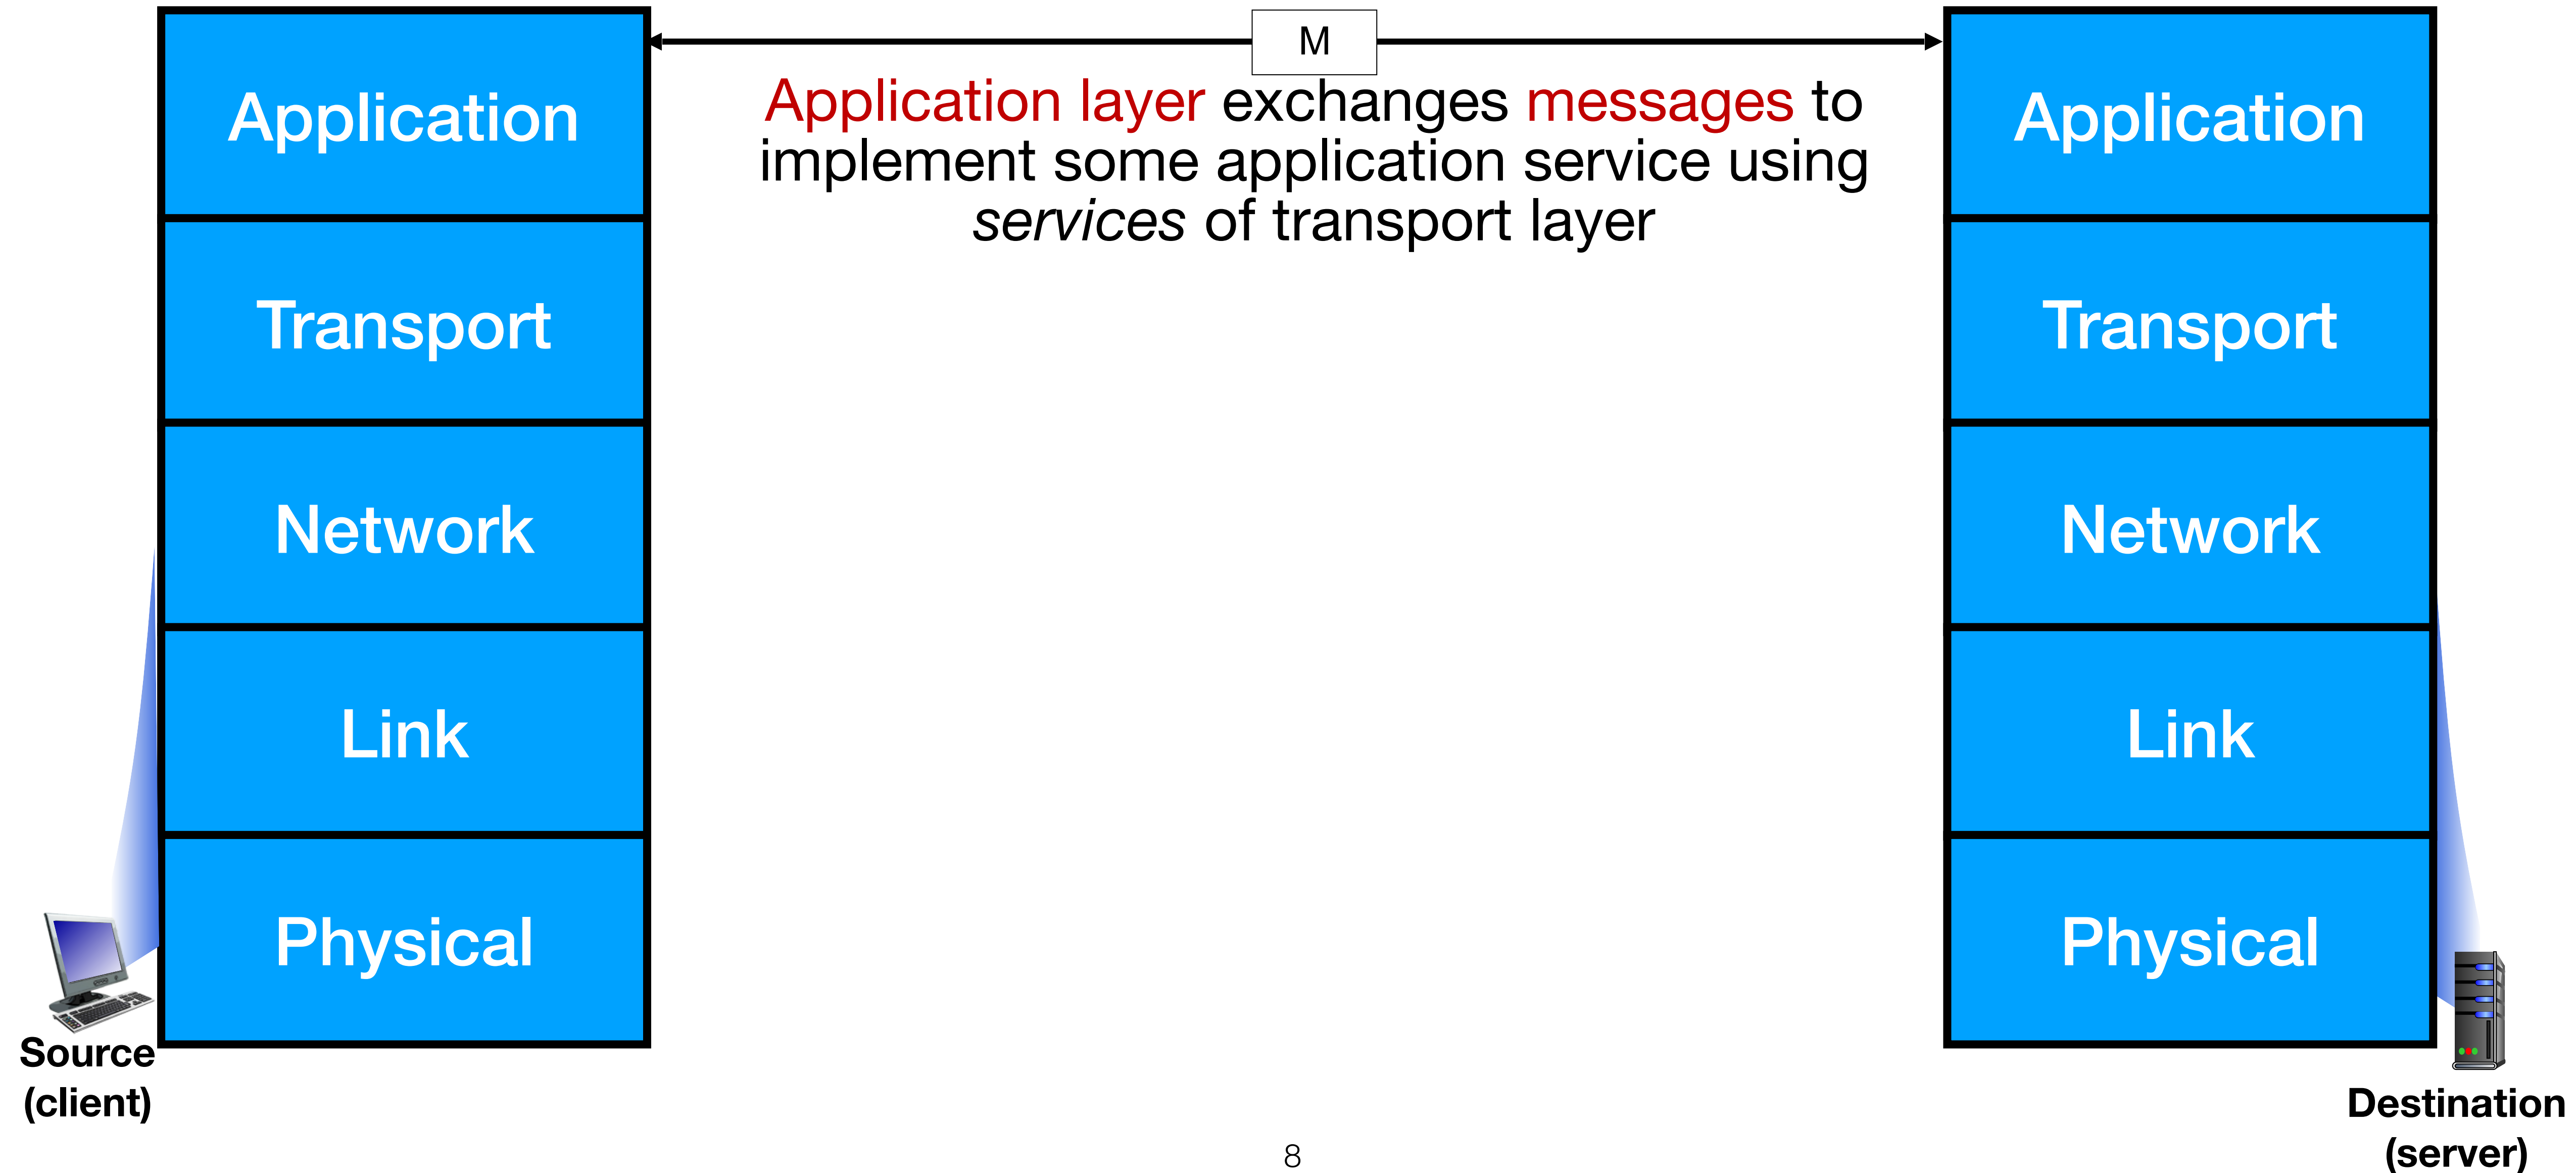 M
Application layer exchanges messages to
implement some application service using
services of transport layer
Application
Transport
Network
Link
Physical
Source
(client)
Application
Transport
Network
Link
Physical
Destination
(server)
8